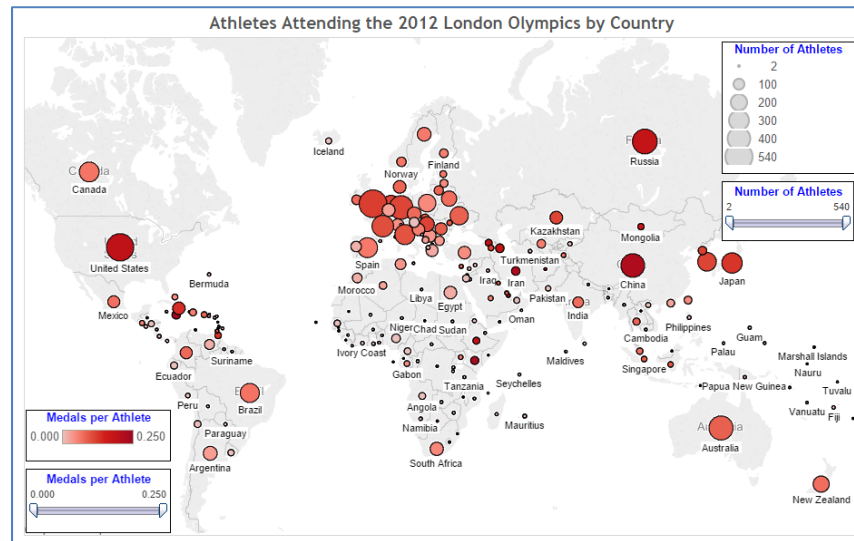 Athletes Attending the 2012 London Olympics by Country
Number of Athletes
2
100
200
300
400
540
Number of Athletes
2 540
Iceland
Norway
Finland
Russia
Canada
United States
Bermuda
Mexico
Spain
Morocco
Libya
Egypt
Iraq
Iran
Turkmenistan
Kazakhstan
Mongolia
China
Japan
Pakistan
Oman
India
Niger
Chad
Sudan
Ivory Coast
Gabon
Tanzania
Seychelles
Maldives
Cambodia
Philippines
Guam
Palau
Marshall Islands
Nauru
Singapore
Papua New Guinea
Tuvalu
Vanuatu
Fiji
Suriname
Ecuador
Peru
Brazil
Paraguay
Argentina
Angola
Namibia
Mauritius
South Africa
Australia
New Zealand
Medals per Athlete
0.000 0.250
Medals per Athlete
0.000 0.250